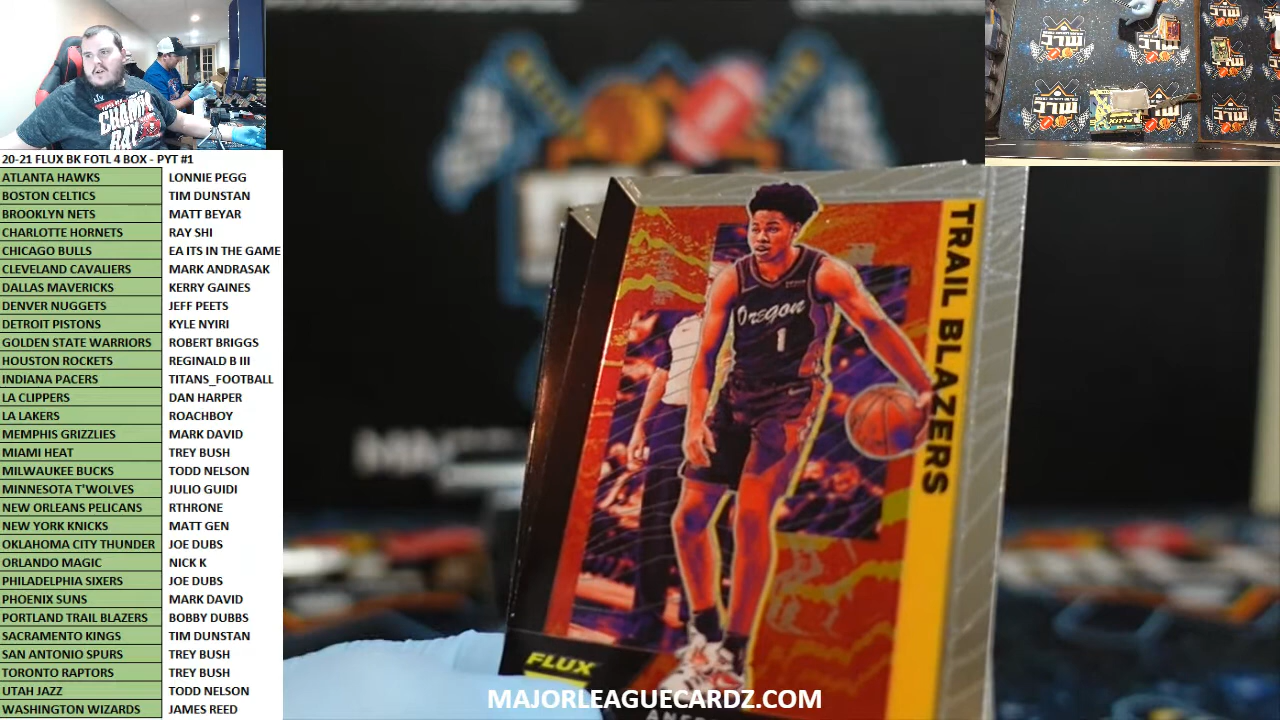 20-21 FLUX BK FOTL 4 BOX - PYT #1
ATLANTA HAWKS LONNIE PEGG
BOSTON CELTICS TIM DUNSTAN
BROOKLYN NETS MATT BEYAR
CHARLOTTE HORNETS RAY SHI
CHICAGO BULLS EA ITS IN THE GAME
CLEVELAND CAVALIERS MARK ANDRASAK
DALLAS MAVERICKS KERRY GAINES
DENVER NUGGETS JEFF PEETS
DETROIT PISTONS KYLE NYIRI
GOLDEN STATE WARRIORS ROBERT BRIGGS
HOUSTON ROCKETS REGINALD B III
INDIANA PACERS TITANS_FOOTBALL
LA CLIPPERS DAN HARPER
LA LAKERS ROACHBOY
MEMPHIS GRIZZLIES MARK DAVID
MIAMI HEAT TREY BUSH
MILWAUKEE BUCKS TODD NELSON
MINNESOTA T'WOLVES JULIO GUIDI
NEW ORLEANS PELICANS RTHRONE
NEW YORK KNICKS MATT GEN
OKLAHOMA CITY THUNDER JOE DUBS
ORLANDO MAGIC NICK K
PHILADELPHIA SIXERS JOE DUBS
PHOENIX SUNS MARK DAVID
PORTLAND TRAIL BLAZERS BOBBY DUBBS
SACRAMENTO KINGS TIM DUNSTAN
SAN ANTONIO SPURS TREY BUSH
TORONTO RAPTORS TREY BUSH
UTAH JAZZ TODD NELSON
WASHINGTON WIZARDS JAMES REED
TRAIL BLAZERS
Oregon
1
FLUX
MAJORLEAGUECARDZ.COM